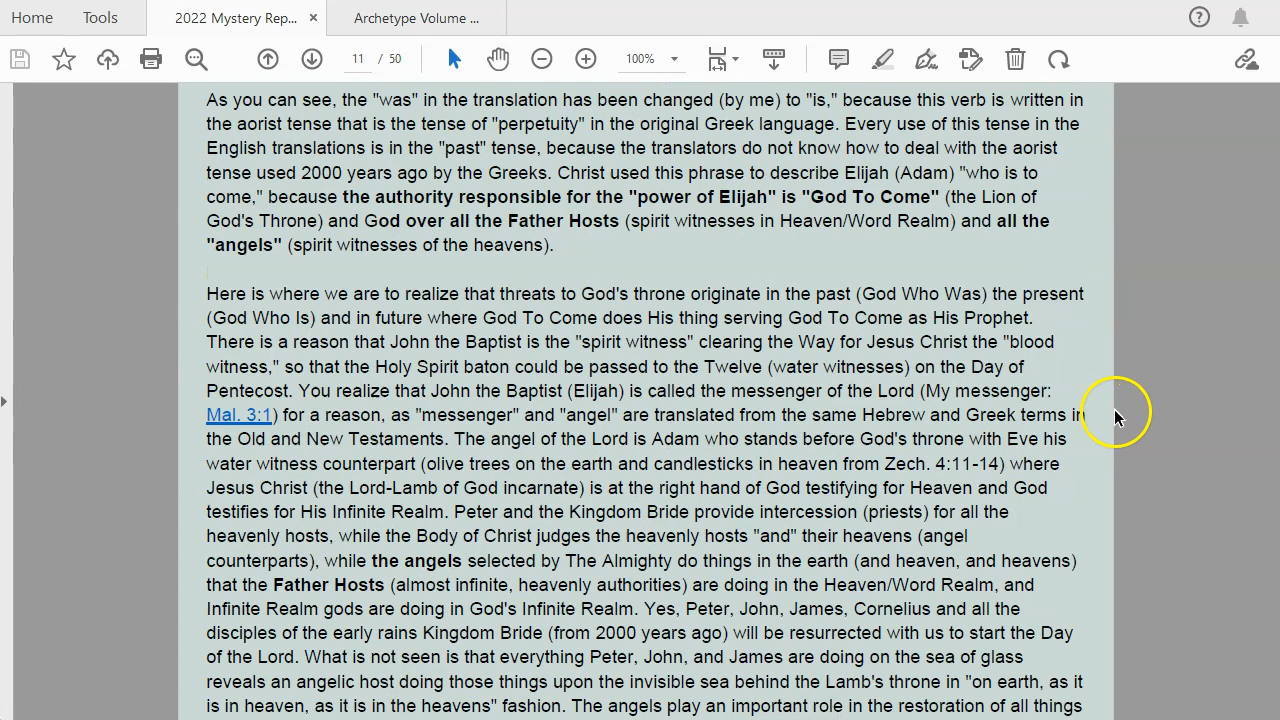 Home Tools 2022 Mystery Rep... × Archetype Volume ...
11 / 50 100%
As you can see, the "was" in the translation has been changed (by me) to "is," because this verb is written in
the aorist tense that is the tense of "perpetuity" in the original Greek language. Every use of this tense in the
English translations is in the "past" tense, because the translators do not know how to deal with the aorist
tense used 2000 years ago by the Greeks. Christ used this phrase to describe Elijah (Adam) "who is to
come," because the authority responsible for the "power of Elijah" is "God To Come" (the Lion of
God's Throne) and God over all the Father Hosts (spirit witnesses in Heaven/Word Realm) and all the
"angels" (spirit witnesses of the heavens).
Here is where we are to realize that threats to God's throne originate in the past (God Who Was) the present
(God Who Is) and in future where God To Come does His thing serving God To Come as His Prophet.
There is a reason that John the Baptist is the "spirit witness" clearing the Way for Jesus Christ the "blood
witness," so that the Holy Spirit baton could be passed to the Twelve (water witnesses) on the Day of
Pentecost. You realize that John the Baptist (Elijah) is called the messenger of the Lord (My messenger:
Mal. 3:1) for a reason, as "messenger" and "angel" are translated from the same Hebrew and Greek terms in
the Old and New Testaments. The angel of the Lord is Adam who stands before God's throne with Eve his
water witness counterpart (olive trees on the earth and candlesticks in heaven from Zech. 4:11-14) where
Jesus Christ (the Lord-Lamb of God incarnate) is at the right hand of God testifying for Heaven and God
testifies for His Infinite Realm. Peter and the Kingdom Bride provide intercession (priests) for all the
heavenly hosts, while the Body of Christ judges the heavenly hosts "and" their heavens (angel
counterparts), while the angels selected by The Almighty do things in the earth (and heaven, and heavens)
that the Father Hosts (almost infinite, heavenly authorities) are doing in the Heaven/Word Realm, and
Infinite Realm gods are doing in God's Infinite Realm. Yes, Peter, John, James, Cornelius and all the
disciples of the early rains Kingdom Bride (from 2000 years ago) will be resurrected with us to start the Day
of the Lord. What is not seen is that everything Peter, John, and James are doing on the sea of glass
reveals an angelic host doing those things upon the invisible sea behind the Lamb's throne in "on earth, as it
is in heaven, as it is in the heavens" fashion. The angels play an important role in the restoration of all things